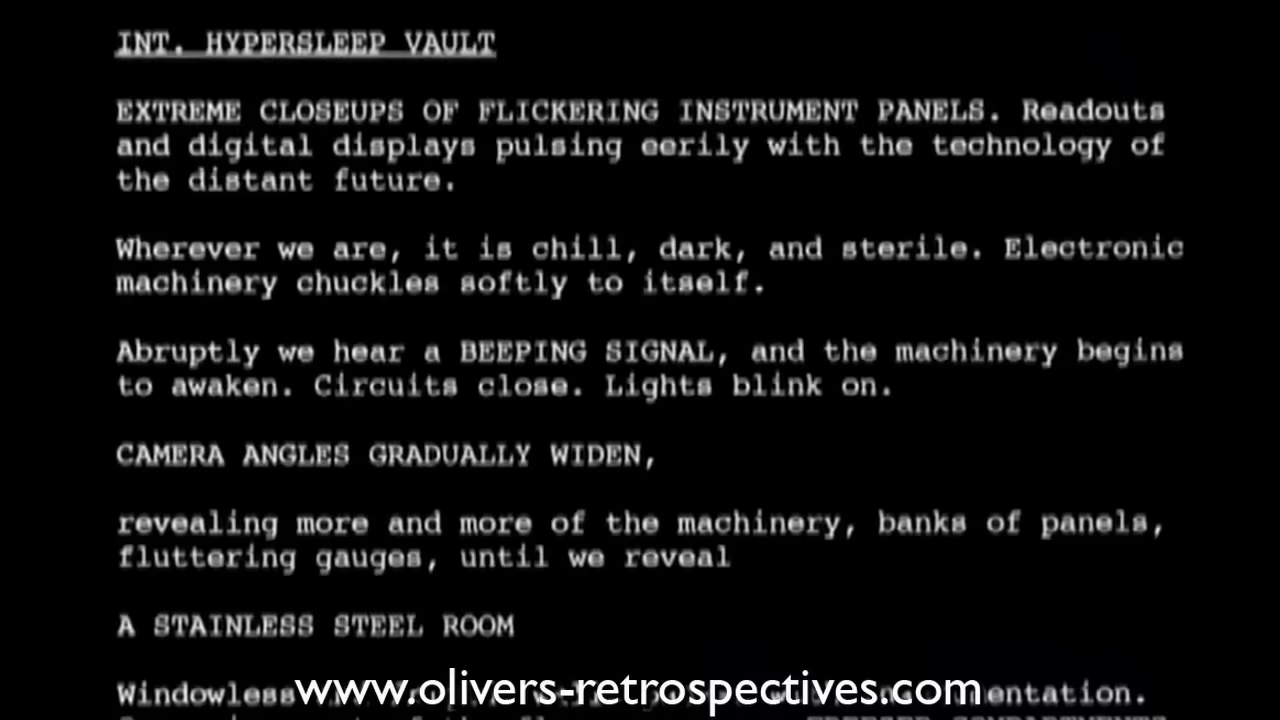 INT. HYPERSLEEP VAULT
EXTREME CLOSEUPS OF FLICKERING INSTRUMENT PANELS. Readouts
and digital displays pulsing eerily with the technology of
the distant future.
Wherever we are, it is chill, dark, and sterile. Electronic
machinery chuckles softly to itself.
Abruptly we hear a BEEPING SIGNAL, and the machinery begins
to awaken. Circuits close. Lights blink on.
CAMERA ANGLES GRADUALLY WIDEN,
revealing more and more of the machinery, banks of panels,
fluttering gauges, until we reveal
A STAINLESS STEEL ROOM
Windowless
www.olivers-retrospectives.com